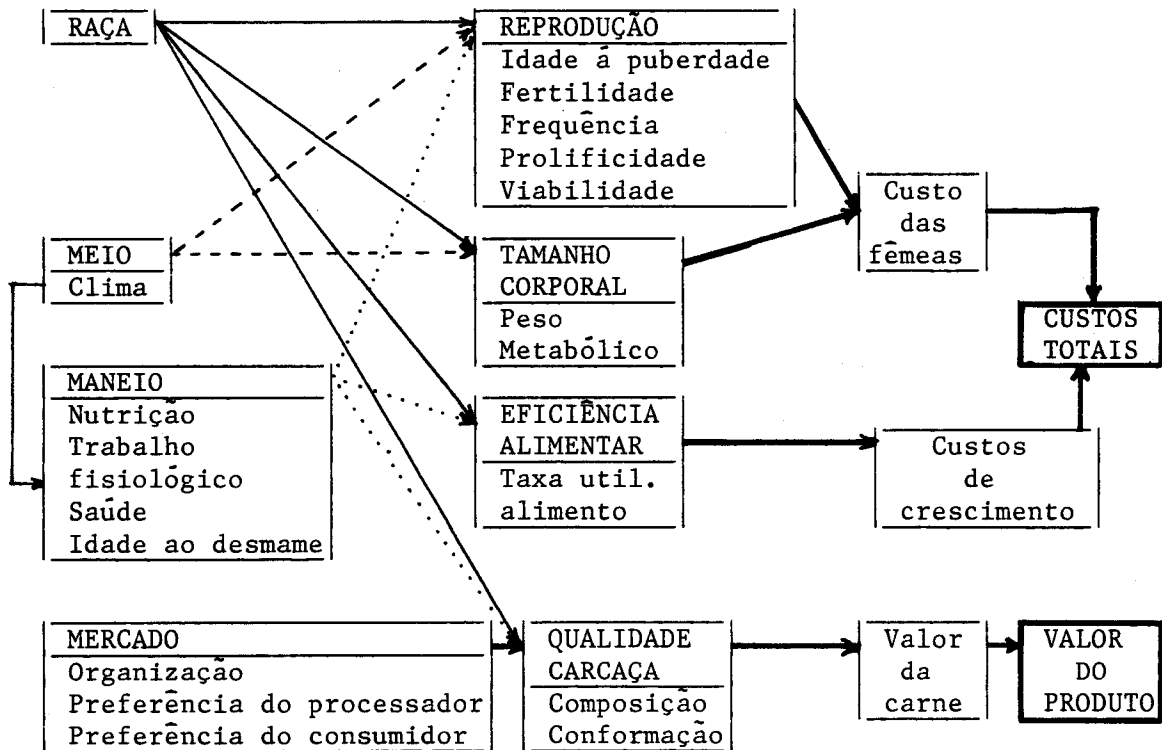 RAÇA
REPRODUÇÃO
Idade á puberdade
Fertilidade
Frequência
Prolificidade
Viabilidade
Custo
das
fêmeas
MEIO
Clima
TAMANHO
CORPORAL
Peso
Metabólico
CUSTOS
TOTAIS
MANEIO
Nutrição
Trabalho
fisiológico
Saúde
Idade ao desmame
EFICIÊNCIA
ALIMENTAR
Taxa util.
alimento
Custos
de
crescimento
MERCADO
Organização
Preferência do processador
Preferência do consumidor
QUALIDADE
CARCAÇA
Composição
Conformação
Valor
da
carne
VALOR
DO
PRODUTO